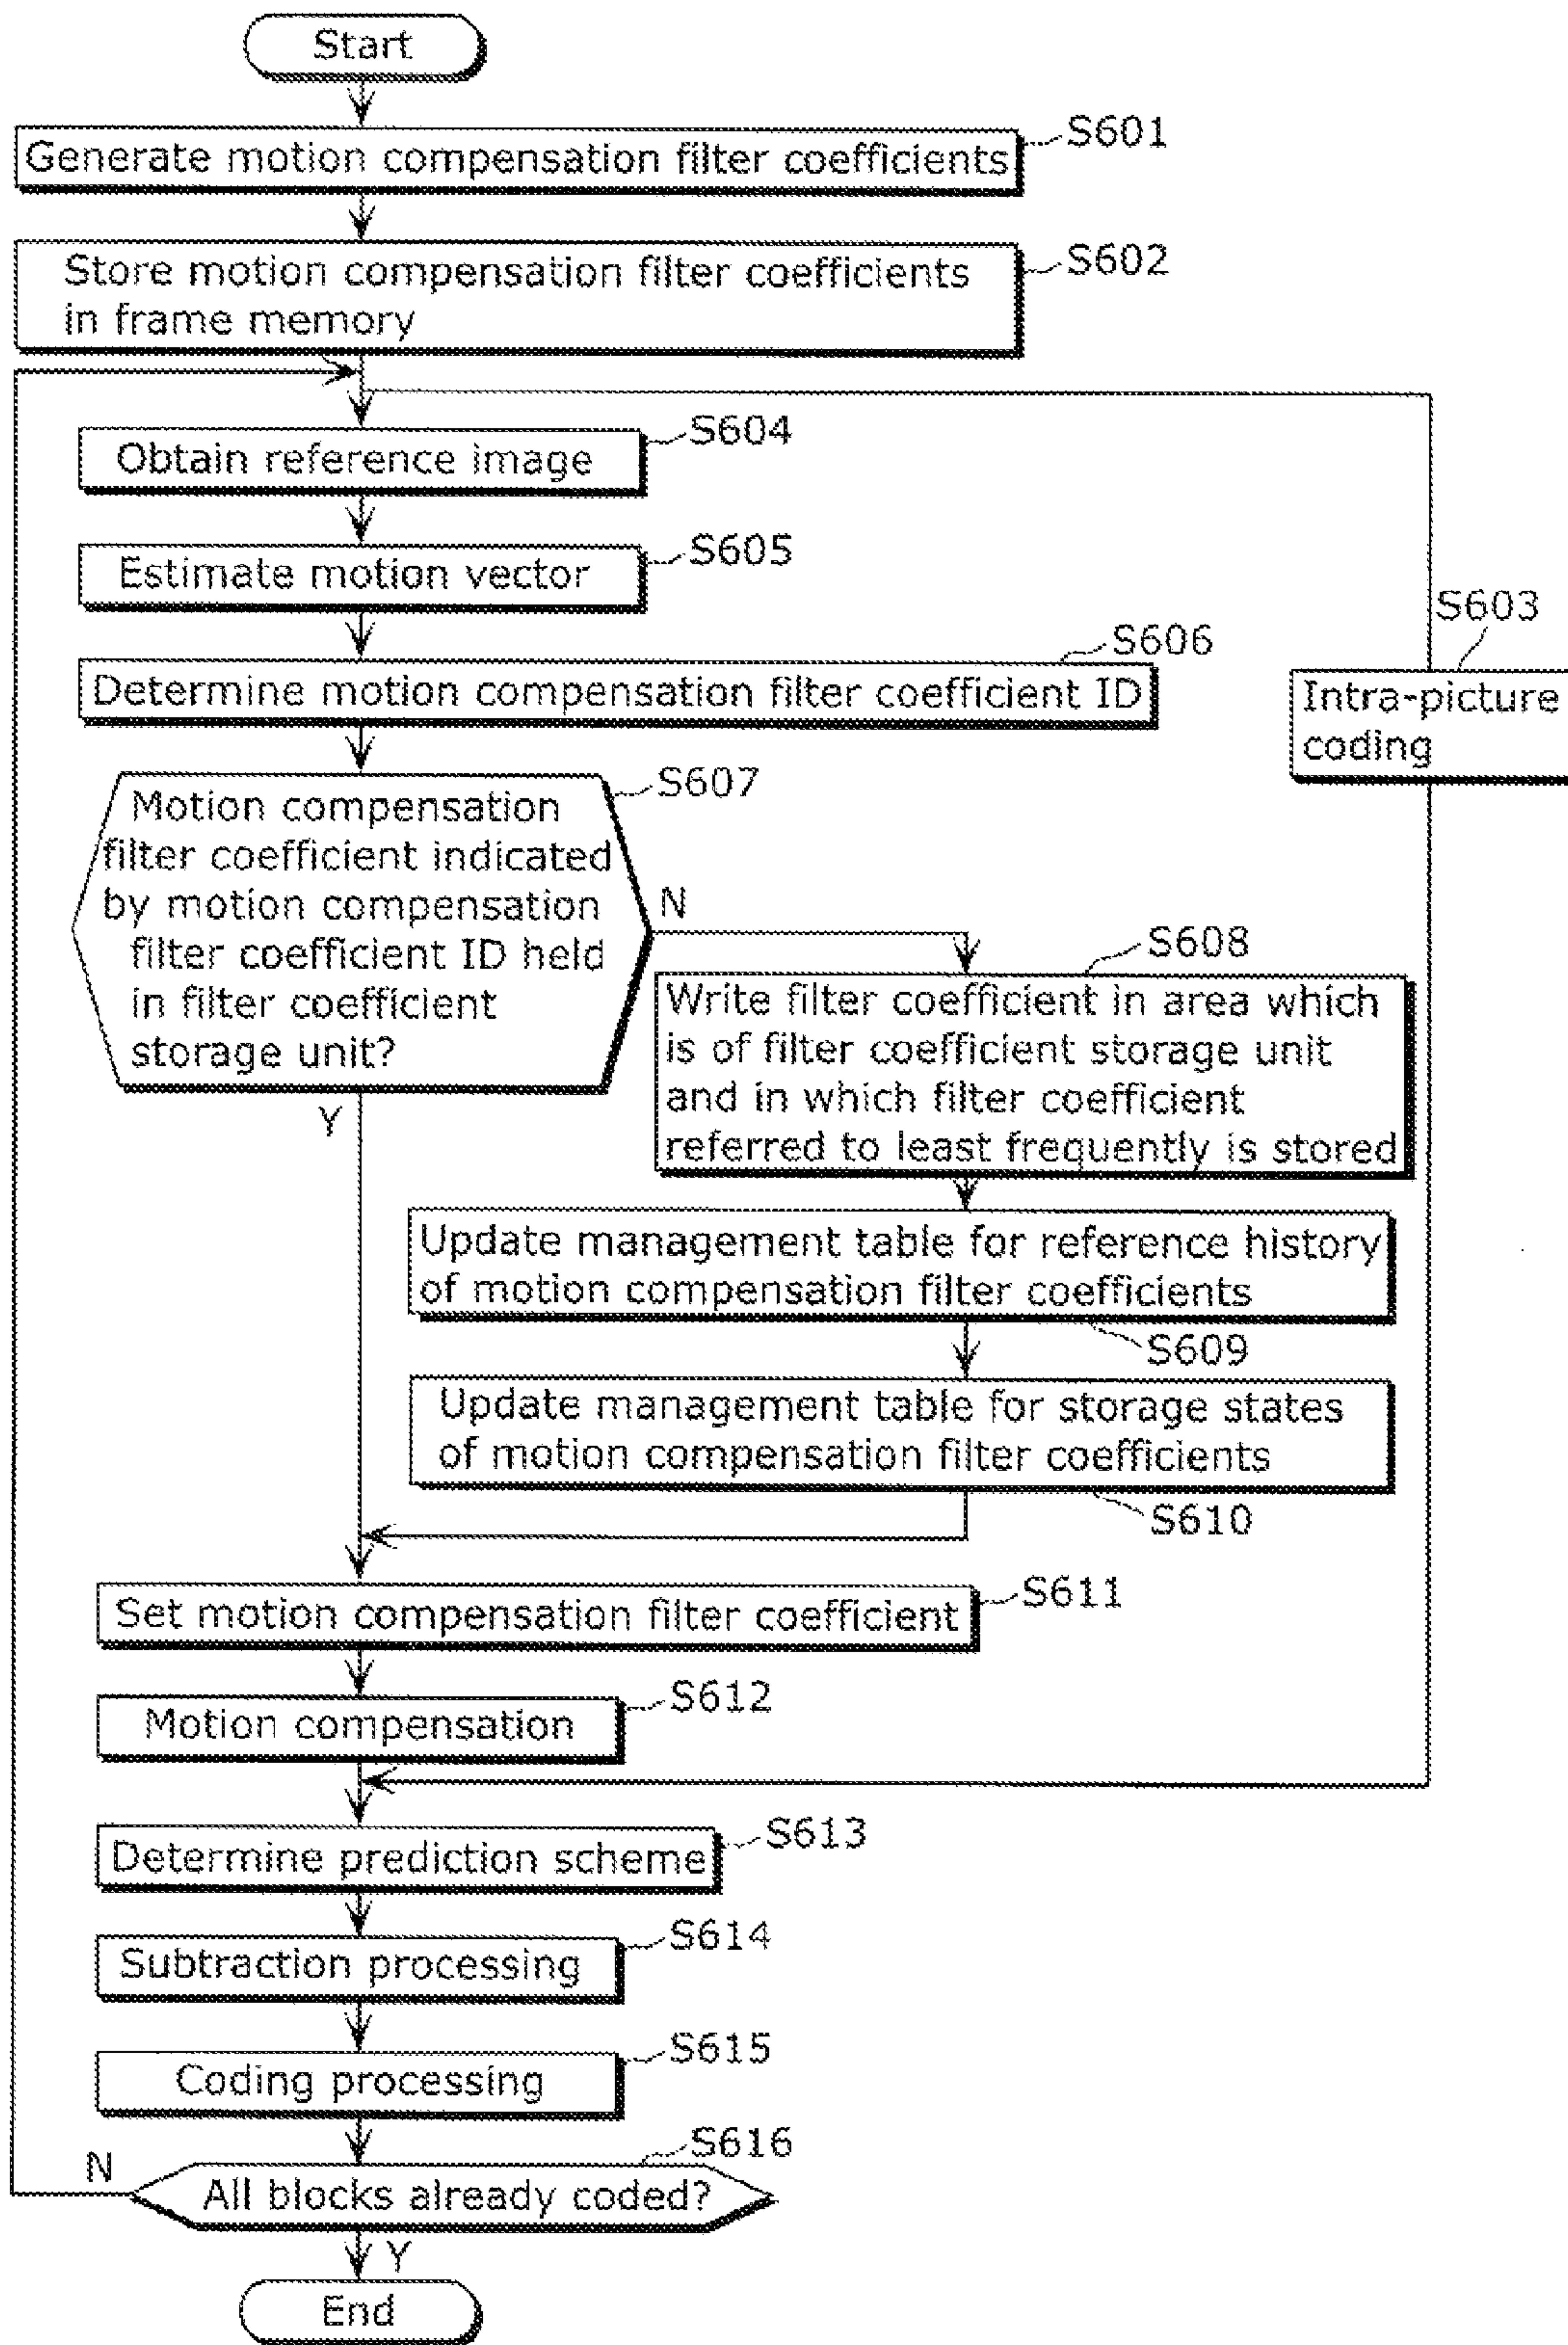 Start
Generate motion compensation filter coefficients
S601
Store motion compensation filter coefficients
in frame memory
S602
Obtain reference image
S604
Estimate motion vector
S605
Determine motion compensation filter coefficient ID
S606
S603
Intra-picture
coding
Motion compensation
filter coefficient indicated
by motion compensation
filter coefficient ID held
in filter coefficient
storage unit?
S607
N
Y
S608
Write filter coefficient in area which
is of filter coefficient storage unit
and in which filter coefficient
referred to least frequently is stored
Update management table for reference history
of motion compensation filter coefficients
S609
Update management table for storage states
of motion compensation filter coefficients
S610
Set motion compensation filter coefficient
S611
Motion compensation
S612
Determine prediction scheme
S613
Subtraction processing
S614
Coding processing
S615
S616
N
All blocks already coded?
Y
End